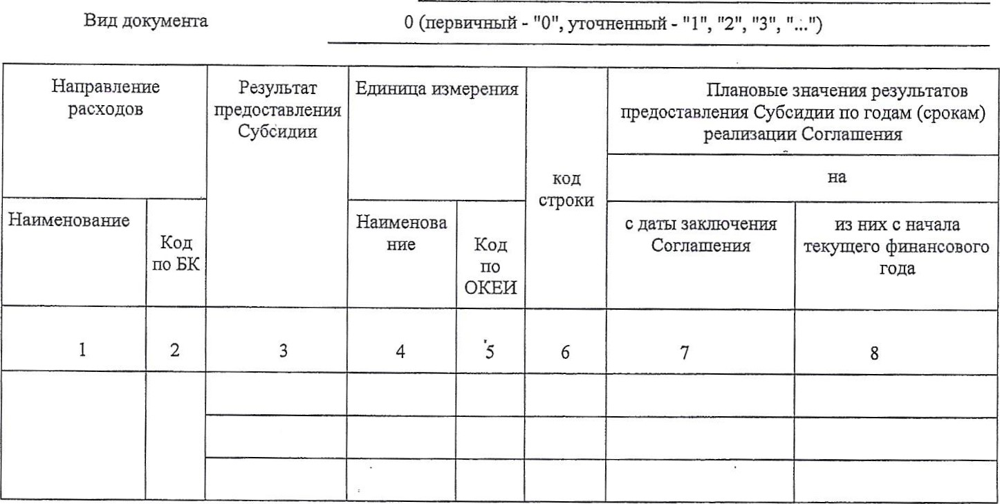 Вид документа 0 (первичный - "0", уточненный - "1", "2", "3", "...")
Направление расходов
Результат предоставления Субсидии
Единица измерения
код строки
Плановые значения результатов
предоставления Субсидии по годам (срокам)
реализации Соглашения
на
Наименование
Код
по БК
Наименова
ние
Код
по
ОКЕИ
с даты заключения
Соглашения
из них с начала
текущего финансового
года
1 2 3 4 5 6 7 8